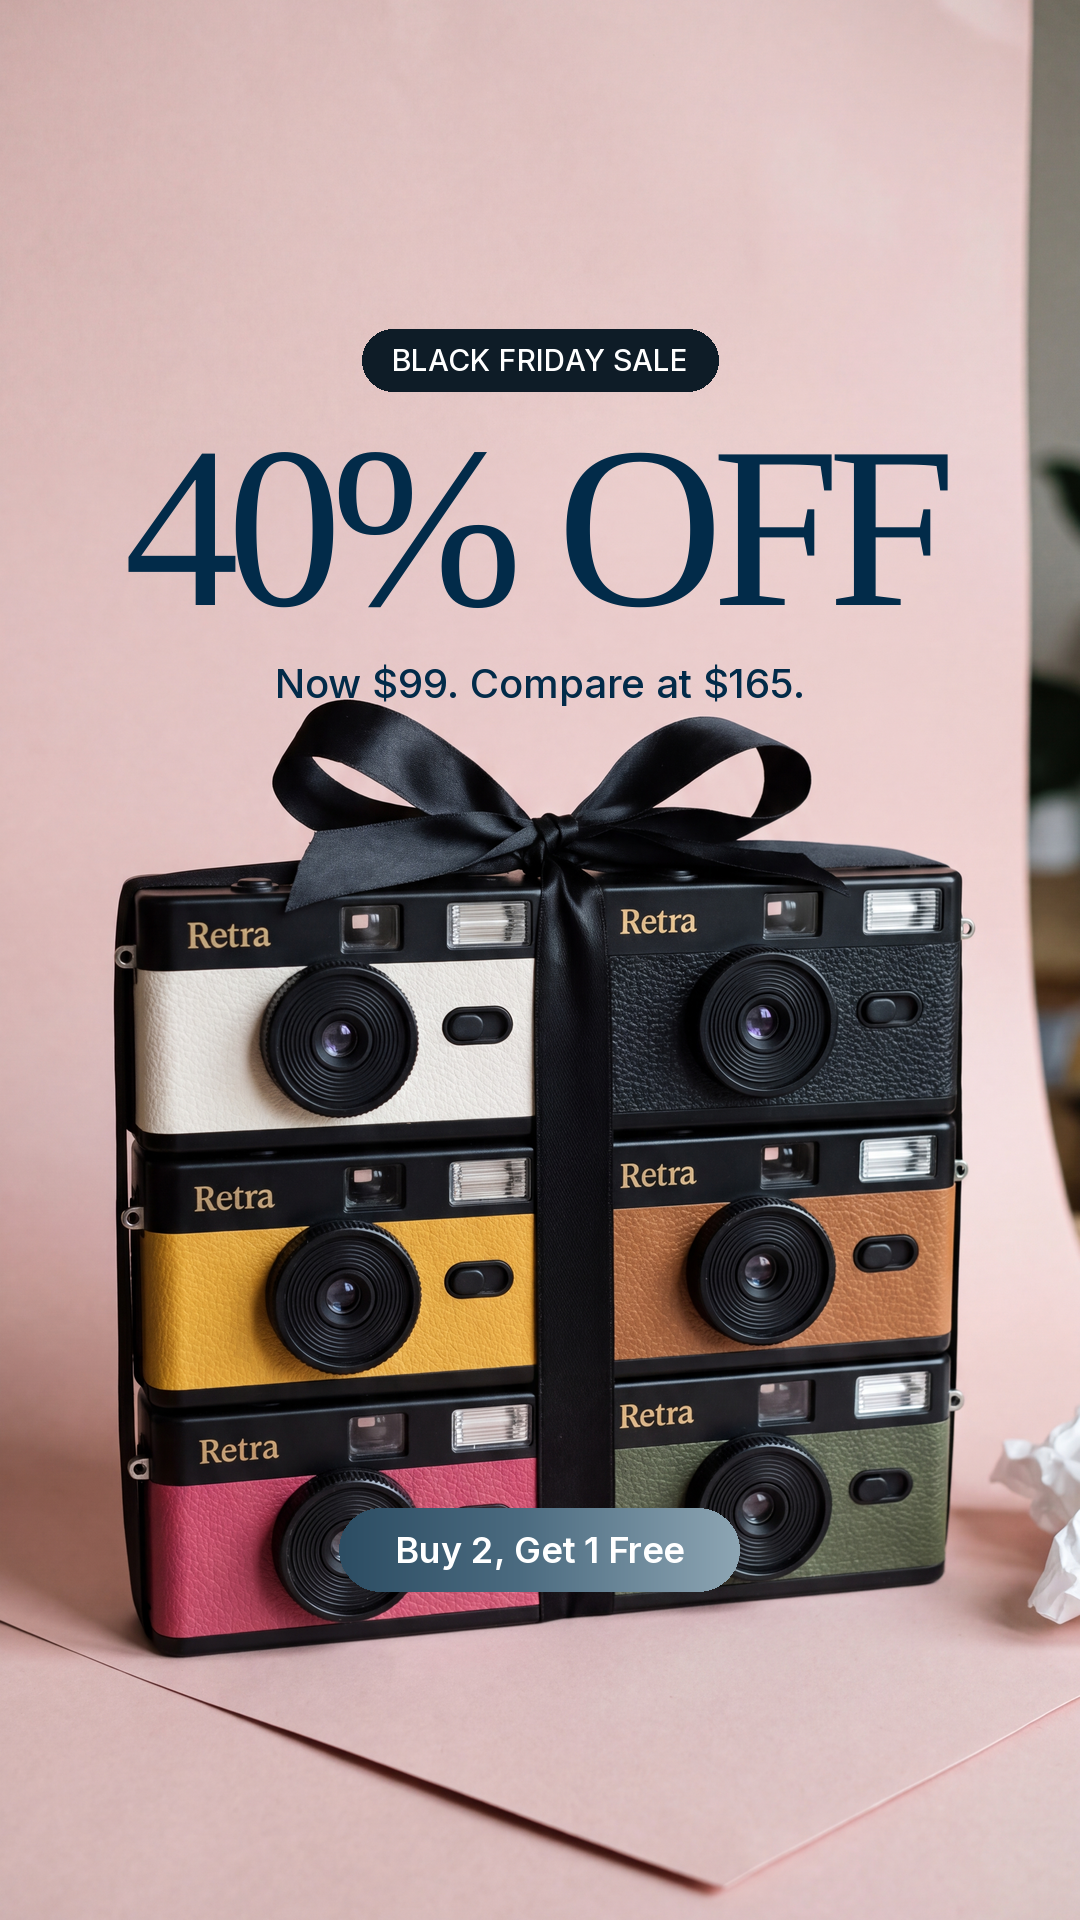 BLACK FRIDAY SALE
40% OFF
Now $99. Compare at $165.
Retra
Retra
Retra
Retra
Retra
Retra
Buy 2, Get 1 Free